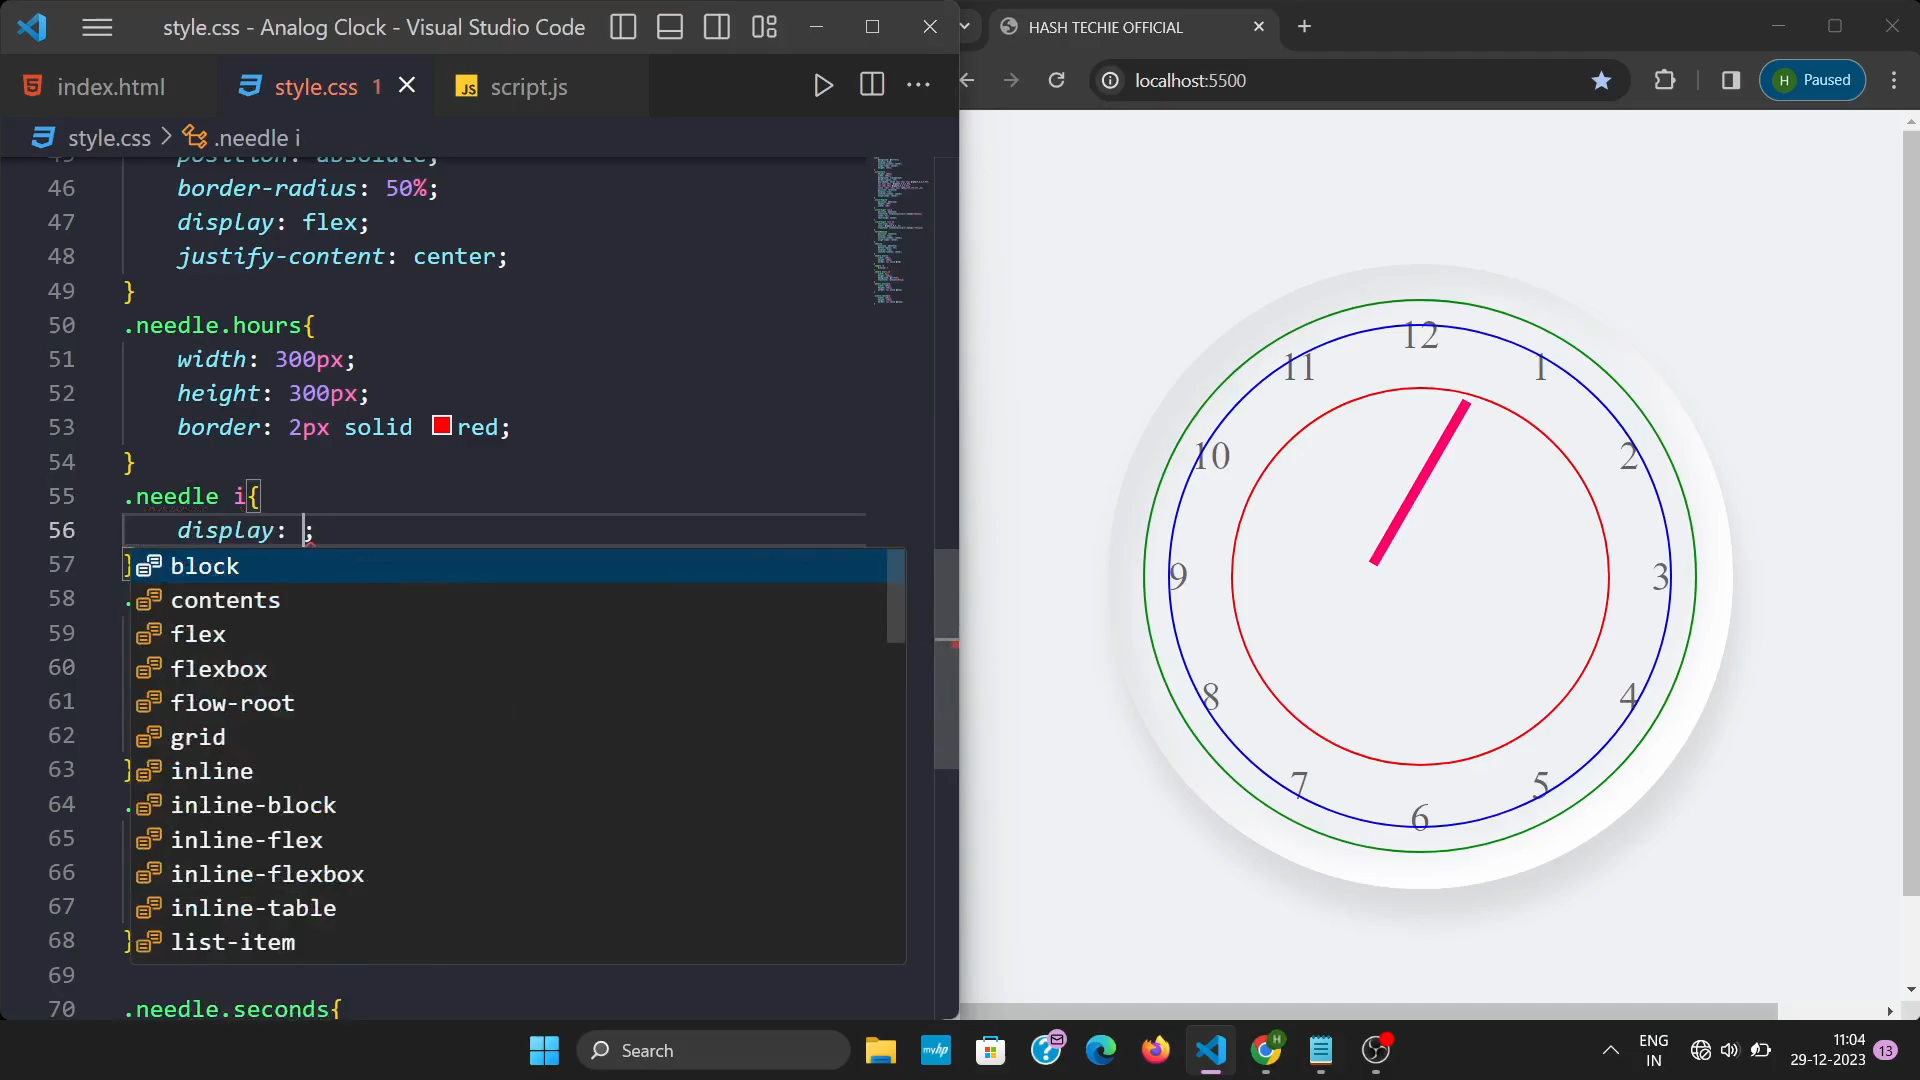 style.css - Analog Clock - Visual Studio Code
index.html
style.css 1
JS script.js
style.css > .needle i
position: absolute;
46 border-radius: 50%;
47 display: flex;
48 justify-content: center;
49 }
50 .needle.hours{
51 width: 300px;
52 height: 300px;
53 border: 2px solid red;
54 }
55 .needle i{
56 display: ;
57 }
58 .
59
60
61
62
63 }
64 .
65
66
67
68 }
69
70 .needle.seconds{
block
contents
flex
flexbox
flow-root
grid
inline
inline-block
inline-flex
inline-flexbox
inline-table
list-item
HASH TECHIE OFFICIAL
localhost:5500
H Paused
12
11
1
10
2
9
3
8
4
7
5
6
Search
myhp
H
ENG
IN
11:04
29-12-2023
13